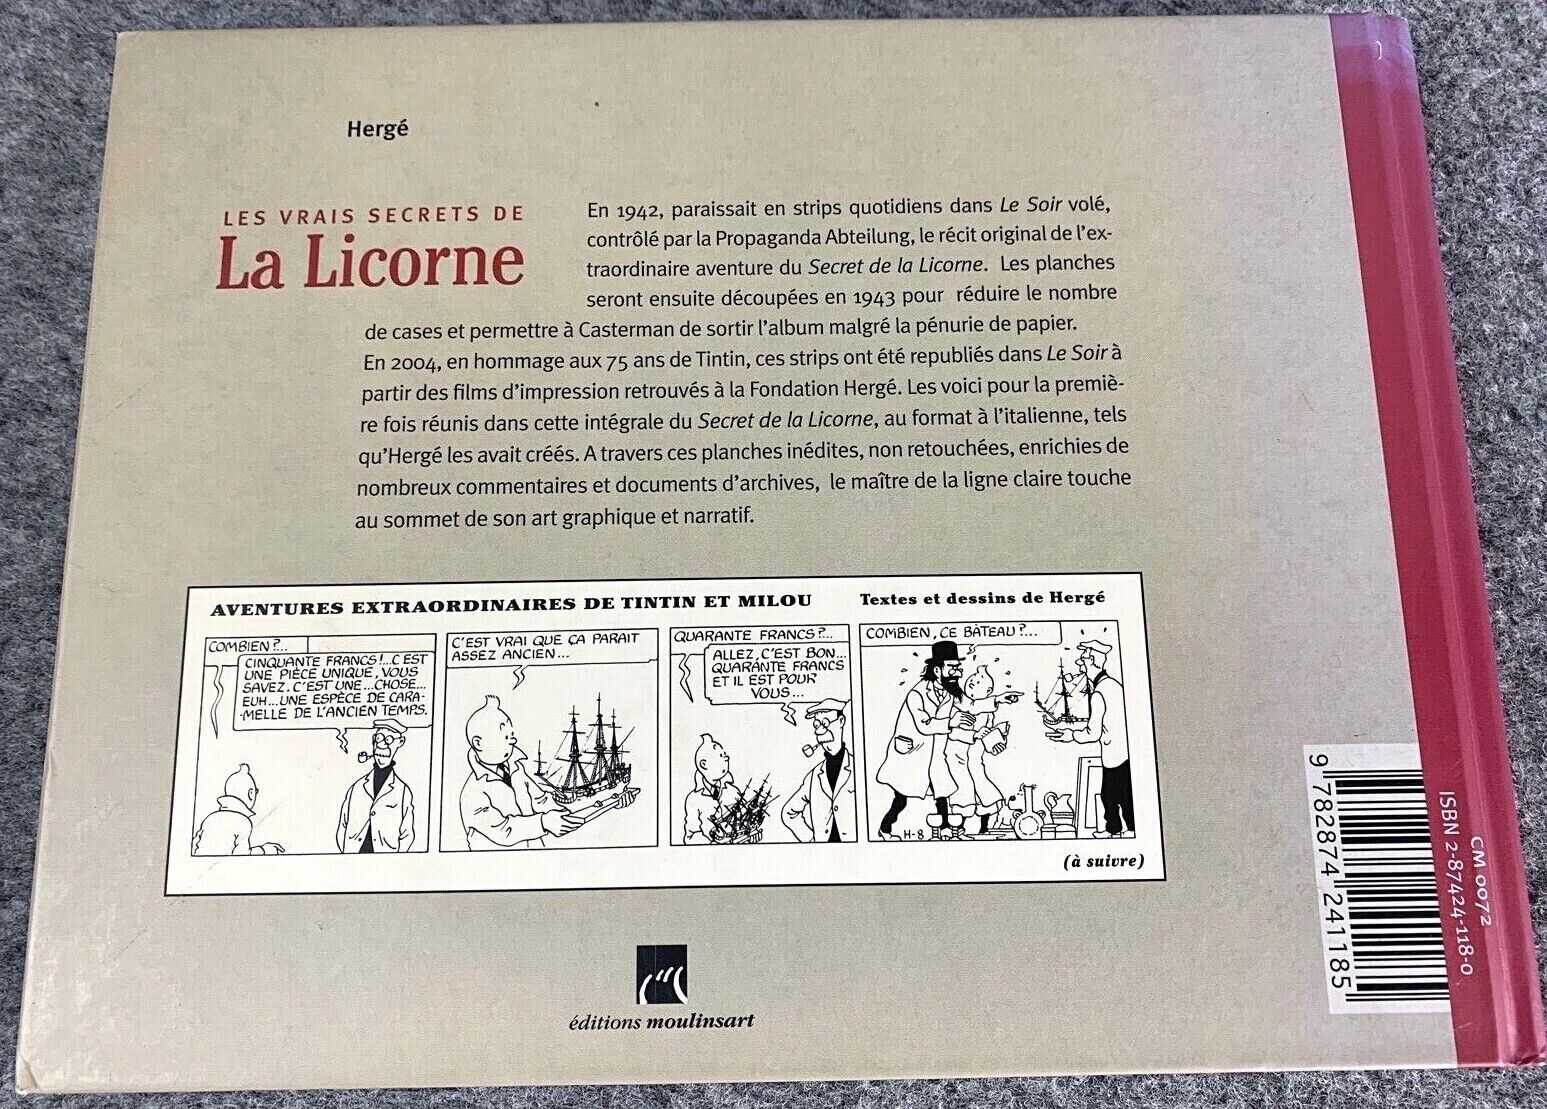 Hergé
LES VRAIS SECRETS DE
La Licorne
En 1942, paraissait en strips quotidiens dans Le Soir volé,
contrôlé par la Propaganda Abteilung, le récit original de l'ex-
traordinaire aventure du Secret de la Licorne. Les planches
seront ensuite découpées en 1943 pour réduire le nombre
de cases et permettre à Casterman de sortir l'album malgré la pénurie de papier.
En 2004, en hommage aux 75 ans de Tintin, ces strips ont été republiés dans Le Soir à
partir des films d'impression retrouvés à la Fondation Hergé. Les voici pour la premiè-
re fois réunis dans cette intégrale du Secret de la Licorne, au format à l'italienne, tels
qu'Hergé les avait créés. A travers ces planches inédites, non retouchées, enrichies de
nombreux commentaires et documents d'archives, le maître de la ligne claire touche
au sommet de son art graphique et narratif.
AVENTURES EXTRAORDINAIRES DE TINTIN ET MILOU
Textes et dessins de Hergé
COMBIEN?...
CINQUANTE FRANCS!...C'EST
UNE PIÈCE UNIQUE, VOUS
SAVEZ. C'EST UNE...CHOSE...
EUH...UNE ESPÈCE DE CARA-
-MELLE DE L'ANCIEN TEMPS.
C'EST VRAI QUE ÇA PARAIT
ASSEZ ANCIEN...
QUARANTE FRANCS?...
ALLEZ, C'EST BON...
QUARANTE FRANCS
ET IL EST POUR
VOUS...
COMBIEN, CE BÂTEAU?...
H-8
(à suivre)
éditions moulinsart
9 782874 241185
ISBN 2-87424-118-0
CM 0072